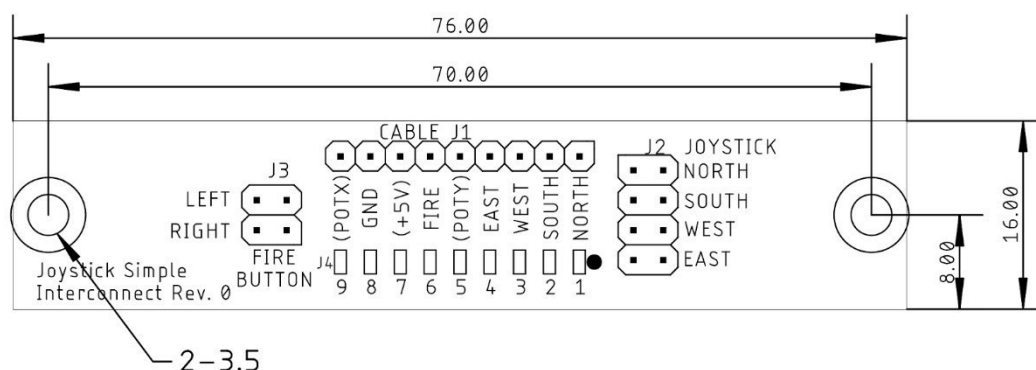 76.00
70.00
CABLE J1
J2 JOYSTICK
NORTH
SOUTH
WEST
EAST
J3
LEFT
RIGHT
FIRE
BUTTON
(POTX)
GND
(+5V)
FIRE
(POTY)
EAST
WEST
SOUTH
NORTH
J4
9 8 7 6 5 4 3 2 1
Joystick Simple
Interconnect Rev. 0
8.00
16.00
2-3.5